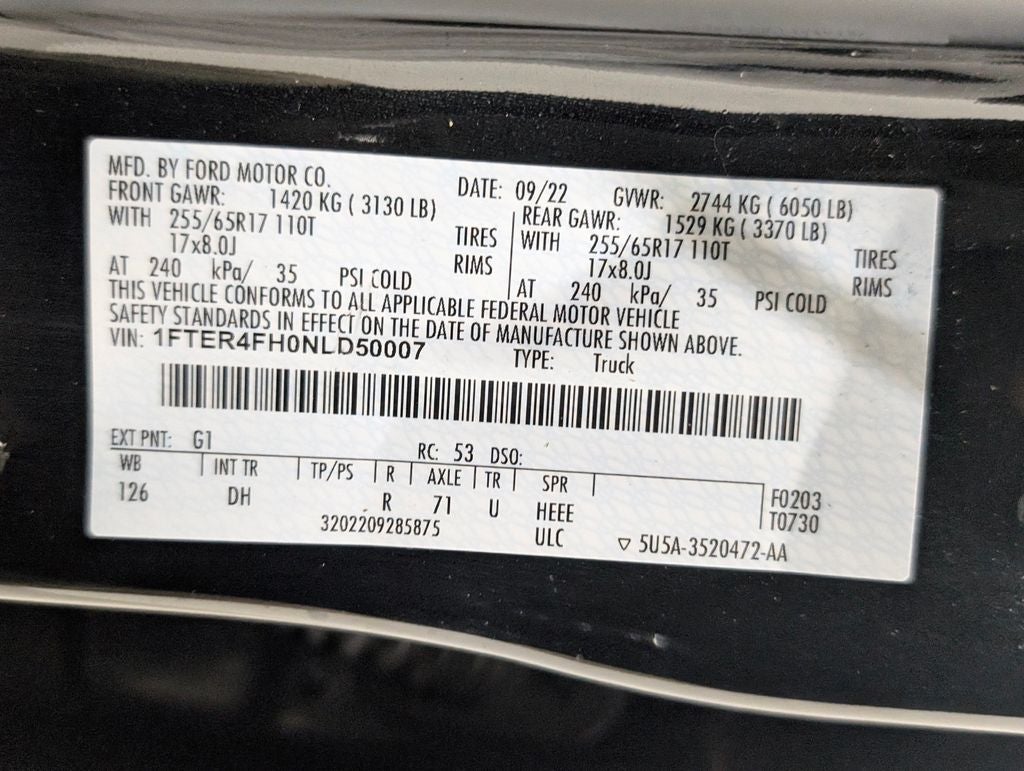 MFD. BY FORD MOTOR CO. DATE: 09/22 GVWR: 2744 KG ( 6050 LB)
FRONT GAWR: 1420 KG ( 3130 LB) REAR GAWR: 1529 KG ( 3370 LB)
WITH 255/65R17 110T TIRES WITH 255/65R17 110T TIRES
17x8.0J RIMS 17x8.0J RIMS
AT 240 kPa/ 35 PSI COLD AT 240 kPa/ 35 PSI COLD
THIS VEHICLE CONFORMS TO ALL APPLICABLE FEDERAL MOTOR VEHICLE
SAFETY STANDARDS IN EFFECT ON THE DATE OF MANUFACTURE SHOWN ABOVE.
VIN: 1FTER4FH0NLD50007 TYPE: Truck
EXT PNT: G1 RC: 53 DSO:
WB INT TR TP/PS R AXLE TR SPR F0203
126 DH R 71 U HEEE T0730
3202209285875 ULC ▽ 5U5A-3520472-AA